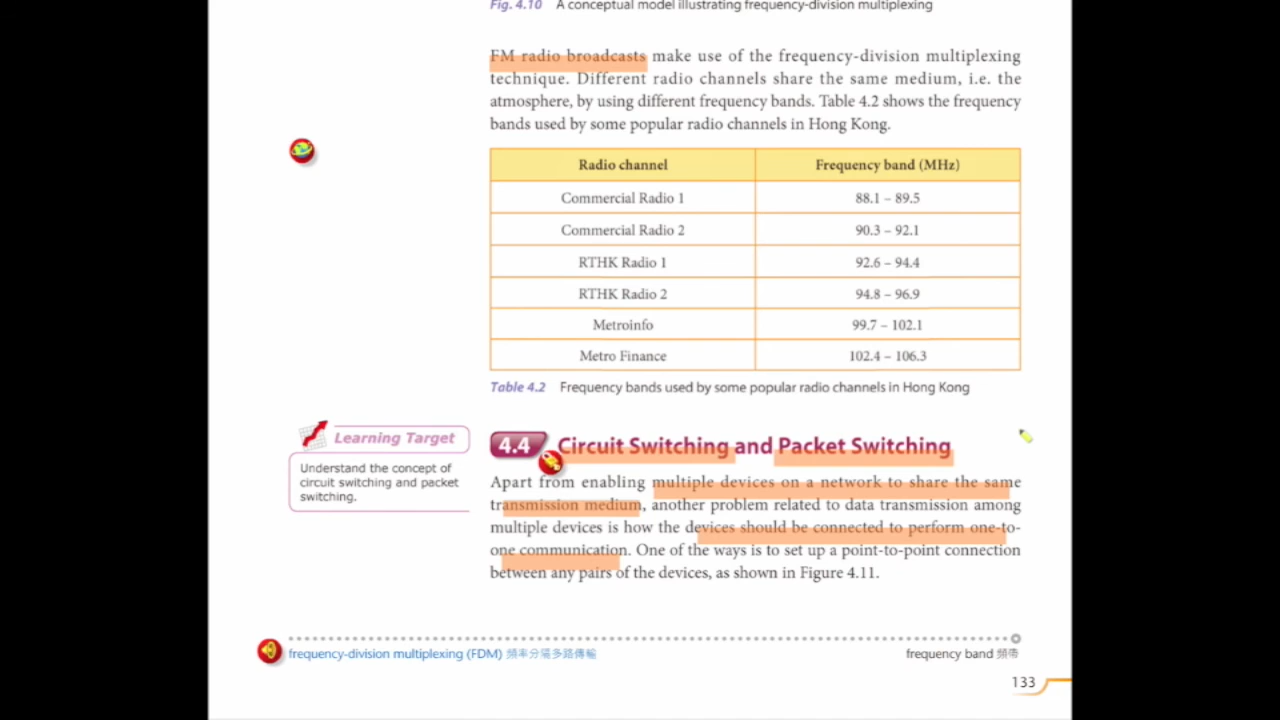 Fig. 4.10 A conceptual model illustrating frequency-division multiplexing
FM radio broadcasts make use of the frequency-division multiplexing
technique. Different radio channels share the same medium, i.e. the
atmosphere, by using different frequency bands. Table 4.2 shows the frequency
bands used by some popular radio channels in Hong Kong.
Radio channel Frequency band (MHz)
Commercial Radio 1 88.1 – 89.5
Commercial Radio 2 90.3 – 92.1
RTHK Radio 1 92.6 – 94.4
RTHK Radio 2 94.8 – 96.9
Metroinfo 99.7 – 102.1
Metro Finance 102.4 – 106.3
Table 4.2 Frequency bands used by some popular radio channels in Hong Kong
Learning Target
Understand the concept of
circuit switching and packet
switching.
4.4 Circuit Switching and Packet Switching
Apart from enabling multiple devices on a network to share the same
transmission medium, another problem related to data transmission among
multiple devices is how the devices should be connected to perform one-to-
one communication. One of the ways is to set up a point-to-point connection
between any pairs of the devices, as shown in Figure 4.11.
frequency-division multiplexing (FDM) 頻率分隔多路傳輸
frequency band 頻帶
133